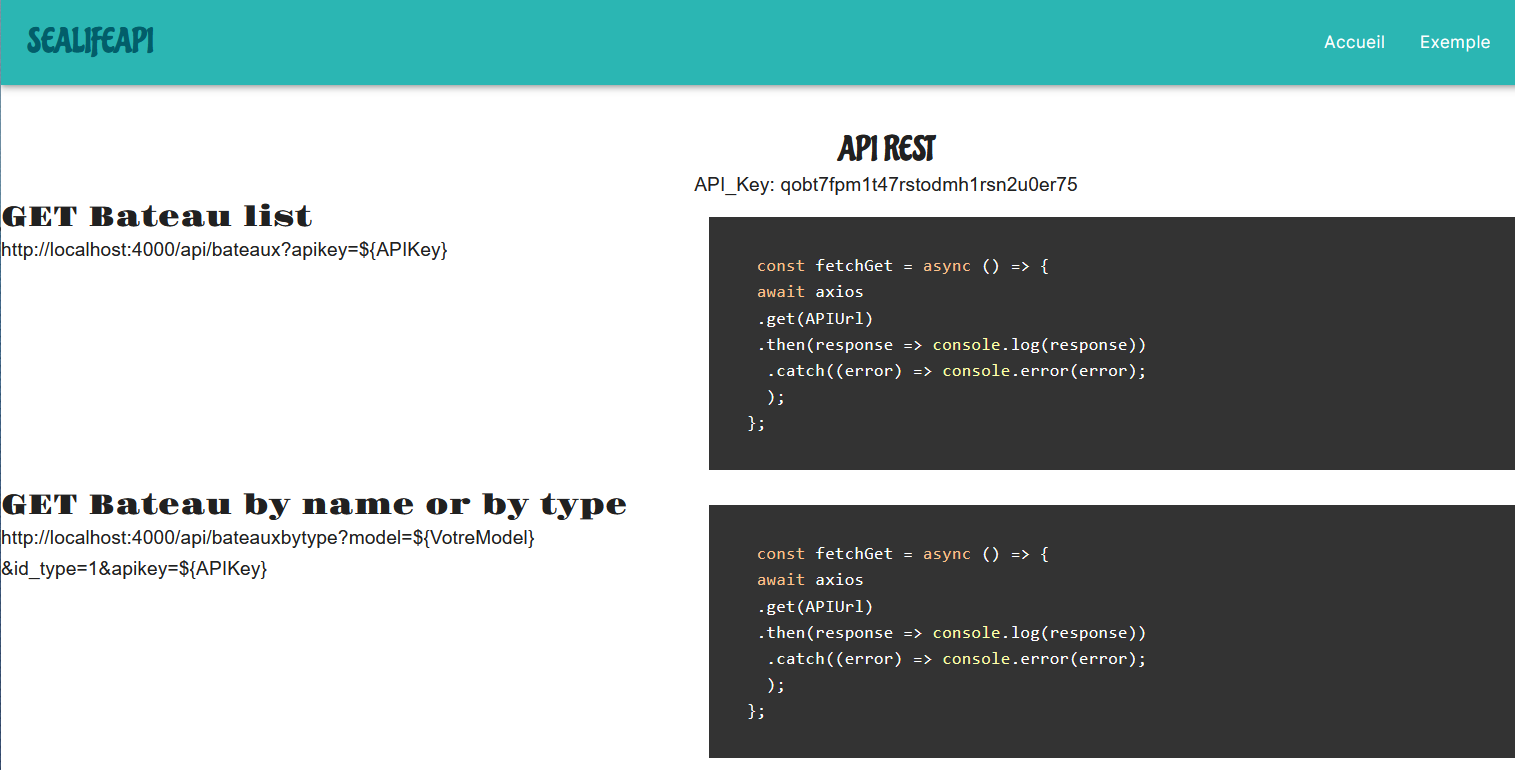 SEALIFEAPI
Accueil
Exemple
API REST
API_Key: qobt7fpm1t47rstodmh1rsn2u0er75
GET Bateau list
http://localhost:4000/api/bateaux?apikey=${APIKey}
const fetchGet = async () => {
await axios
.get(APIUrl)
.then(response => console.log(response))
.catch((error) => console.error(error);
);
};
GET Bateau by name or by type
http://localhost:4000/api/bateauxbytype?model=${VotreModel}
&id_type=1&apikey=${APIKey}
const fetchGet = async () => {
await axios
.get(APIUrl)
.then(response => console.log(response))
.catch((error) => console.error(error);
);
};